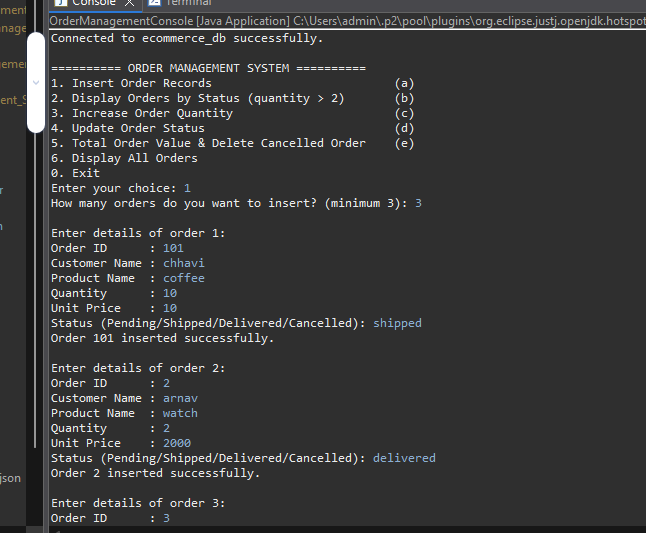 Console
Terminal
OrderManagementConsole [Java Application] C:\Users\admin\.p2\pool\plugins\org.eclipse.justj.openjdk.hotspot
Connected to ecommerce_db successfully.
========== ORDER MANAGEMENT SYSTEM ==========
1. Insert Order Records (a)
2. Display Orders by Status (quantity > 2) (b)
3. Increase Order Quantity (c)
4. Update Order Status (d)
5. Total Order Value & Delete Cancelled Order (e)
6. Display All Orders
0. Exit
Enter your choice: 1
How many orders do you want to insert? (minimum 3): 3
Enter details of order 1:
Order ID : 101
Customer Name : chhavi
Product Name : coffee
Quantity : 10
Unit Price : 10
Status (Pending/Shipped/Delivered/Cancelled): shipped
Order 101 inserted successfully.
Enter details of order 2:
Order ID : 2
Customer Name : arnav
Product Name : watch
Quantity : 2
Unit Price : 2000
Status (Pending/Shipped/Delivered/Cancelled): delivered
Order 2 inserted successfully.
Enter details of order 3:
Order ID : 3
json